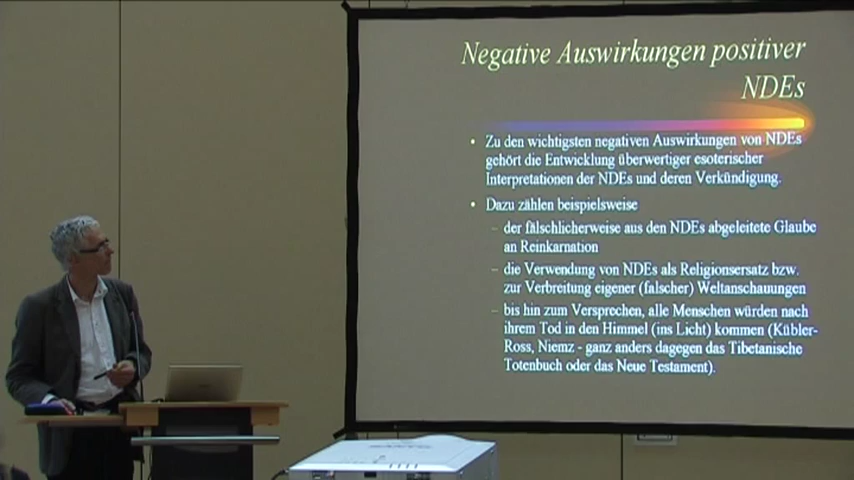 Negative Auswirkungen positiver
NDEs
• Zu den wichtigsten negativen Auswirkungen von NDEs
gehört die Entwicklung überwertiger esoterischer
Interpretationen der NDEs und deren Verkündigung.
• Dazu zählen beispielsweise
– der fälschlicherweise aus den NDEs abgeleitete Glaube
an Reinkarnation
– die Verwendung von NDEs als Religionsersatz bzw.
zur Verbreitung eigener (falscher) Weltanschauungen
– bis hin zum Versprechen, alle Menschen würden nach
ihrem Tod in den Himmel (ins Licht) kommen (Kübler-
Ross, Niemz - ganz anders dagegen das Tibetanische
Totenbuch oder das Neue Testament).